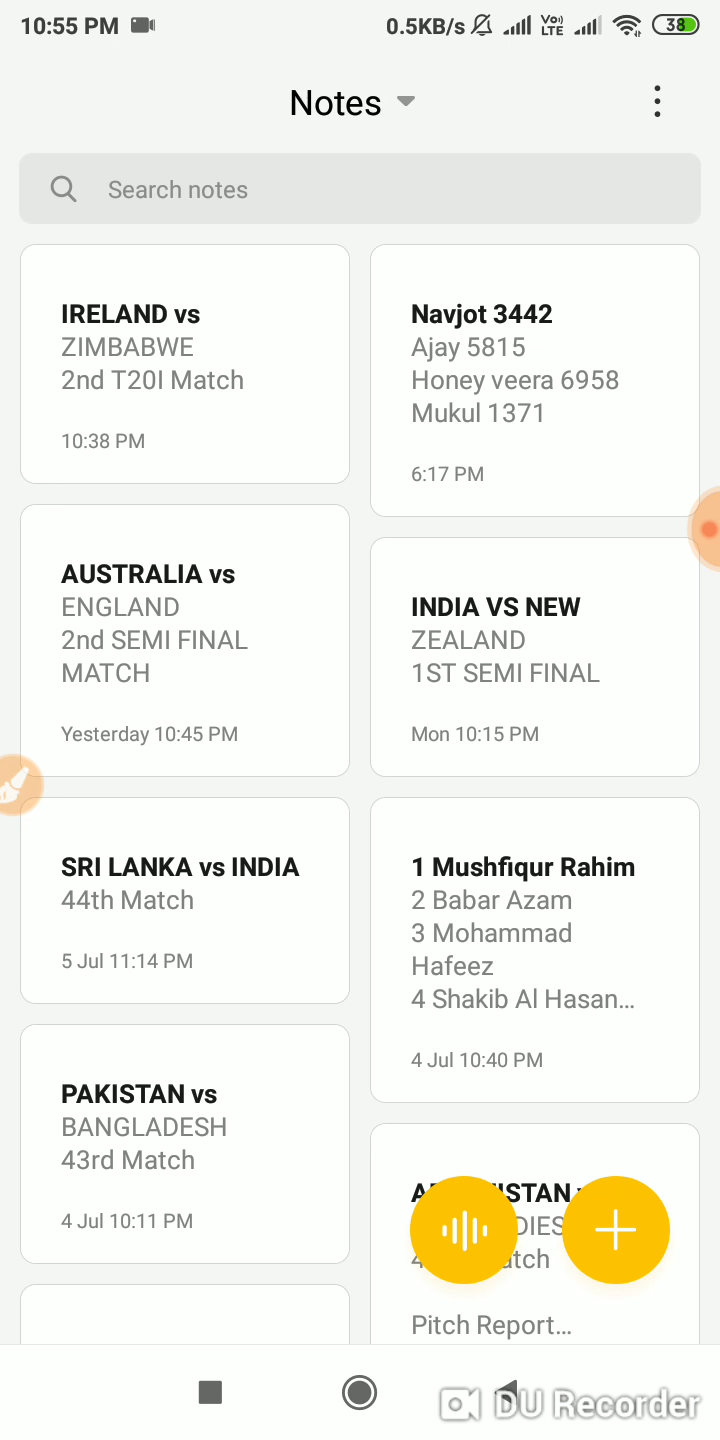 10:55 PM
0.5KB/s
Vo))
LTE
38
Notes
Search notes
IRELAND vs
ZIMBABWE
2nd T20I Match
10:38 PM
Navjot 3442
Ajay 5815
Honey veera 6958
Mukul 1371
6:17 PM
AUSTRALIA vs
ENGLAND
2nd SEMI FINAL
MATCH
Yesterday 10:45 PM
INDIA VS NEW
ZEALAND
1ST SEMI FINAL
Mon 10:15 PM
SRI LANKA vs INDIA
44th Match
5 Jul 11:14 PM
1 Mushfiqur Rahim
2 Babar Azam
3 Mohammad
Hafeez
4 Shakib Al Hasan...
4 Jul 10:40 PM
PAKISTAN vs
BANGLADESH
43rd Match
4 Jul 10:11 PM
Pitch Report...
DU Recorder